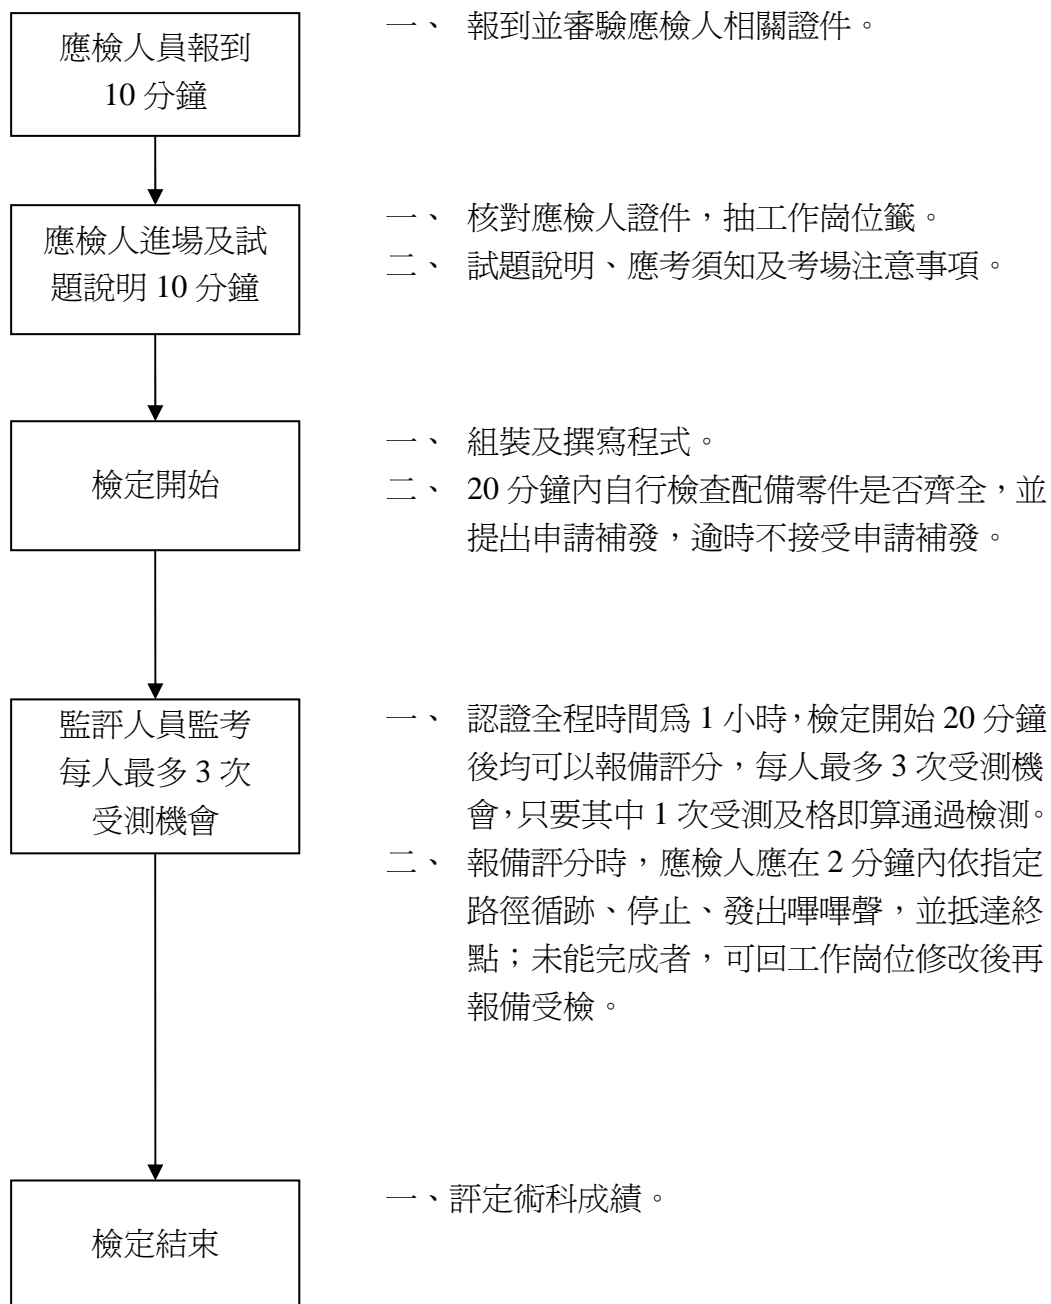 應檢人員報到
10 分鐘
一、 報到並審驗應檢人相關證件。
應檢人進場及試
題說明 10 分鐘
一、 核對應檢人證件，抽工作崗位籤。
二、 試題說明、應考須知及考場注意事項。
檢定開始
一、 組裝及撰寫程式。
二、 20 分鐘內自行檢查配備零件是否齊全，並
提出申請補發，逾時不接受申請補發。
監評人員監考
每人最多 3 次
受測機會
一、 認證全程時間為 1 小時，檢定開始 20 分鐘
後均可以報備評分，每人最多 3 次受測機
會，只要其中 1 次受測及格即算通過檢測。
二、 報備評分時，應檢人應在 2 分鐘內依指定
路徑循跡、停止、發出嗶嗶聲，並抵達終
點；未能完成者，可回工作崗位修改後再
報備受檢。
檢定結束
一、評定術科成績。